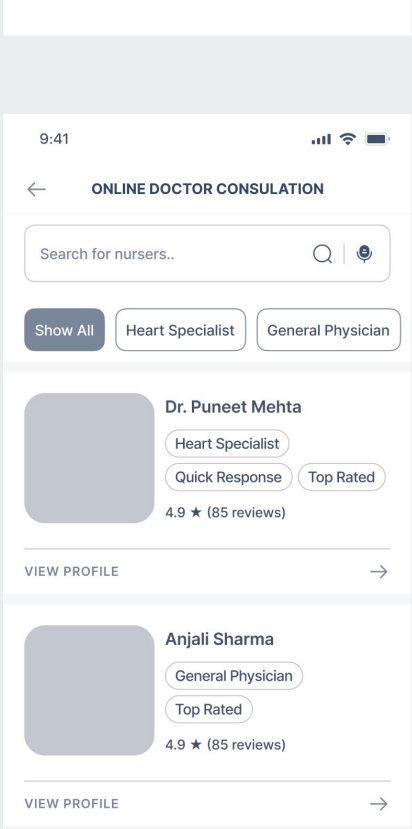 9:41
ONLINE DOCTOR CONSULATION
Search for nursers..
Show All
Heart Specialist
General Physician
Dr. Puneet Mehta
Heart Specialist
Quick Response
Top Rated
4.9 ★ (85 reviews)
VIEW PROFILE
Anjali Sharma
General Physician
Top Rated
4.9 ★ (85 reviews)
VIEW PROFILE